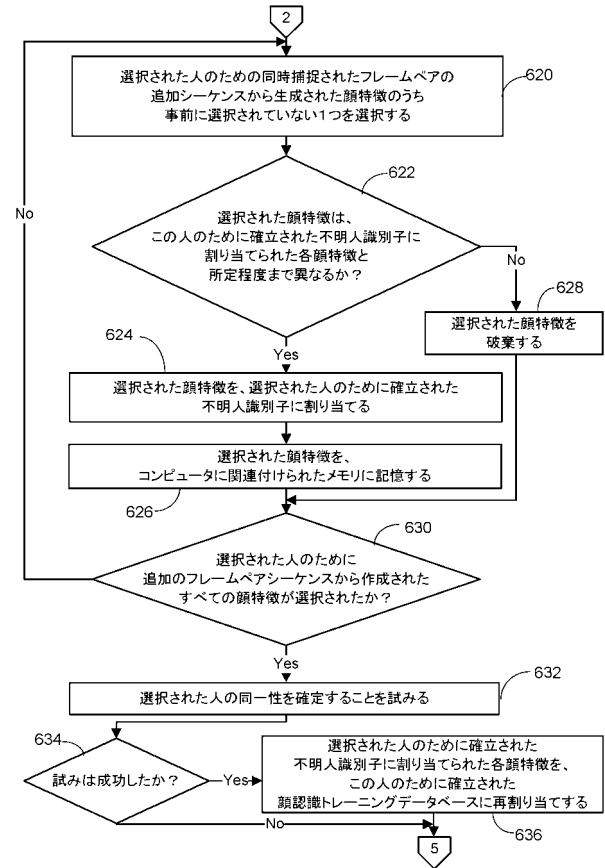 2
選択された人のための同時捕捉されたフレームペアの
追加シーケンスから生成された顔特徴のうち
事前に選択されていない1つを選択する
620
622
選択された顔特徴は、
この人のために確立された不明人識別子に
割り当てられた各顔特徴と
所定程度まで異なるか?
No
No
628
選択された顔特徴を
破棄する
624
Yes
選択された顔特徴を、選択された人のために確立された
不明人識別子に割り当てる
選択された顔特徴を、
コンピュータに関連付けられたメモリに記憶する
626
630
選択された人のために
追加のフレームペアシーケンスから作成された
すべての顔特徴が選択されたか?
Yes
632
選択された人の同一性を確定することを試みる
634
試みは成功したか?
Yes
選択された人のために確立された
不明人識別子に割り当てられた各顔特徴を、
この人のために確立された
顔認識トレーニングデータベースに再割り当てする
No
636
5